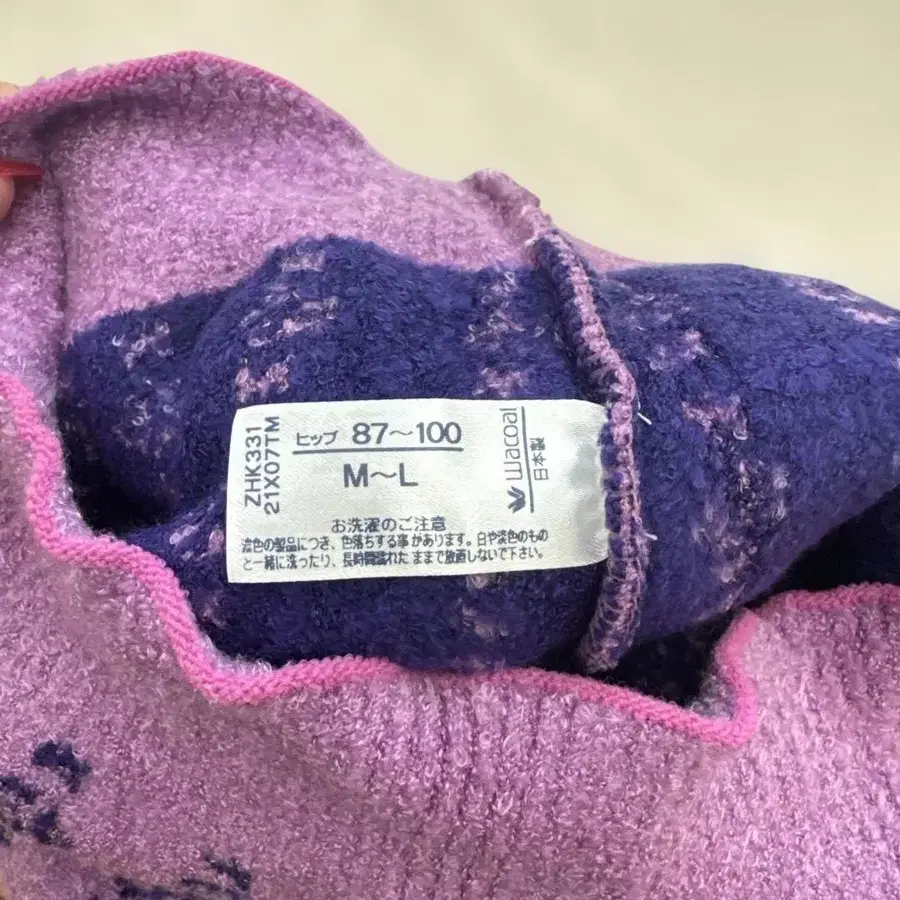 ZHK331
21X07TM
ヒップ 87〜100
M〜L
wacoal
日本製
お洗濯のご注意
濃色の製品につき、色落ちする事があります。白や淡色のもの
と一緒に洗ったり、長時間濡れたままで放置しないで下さい。